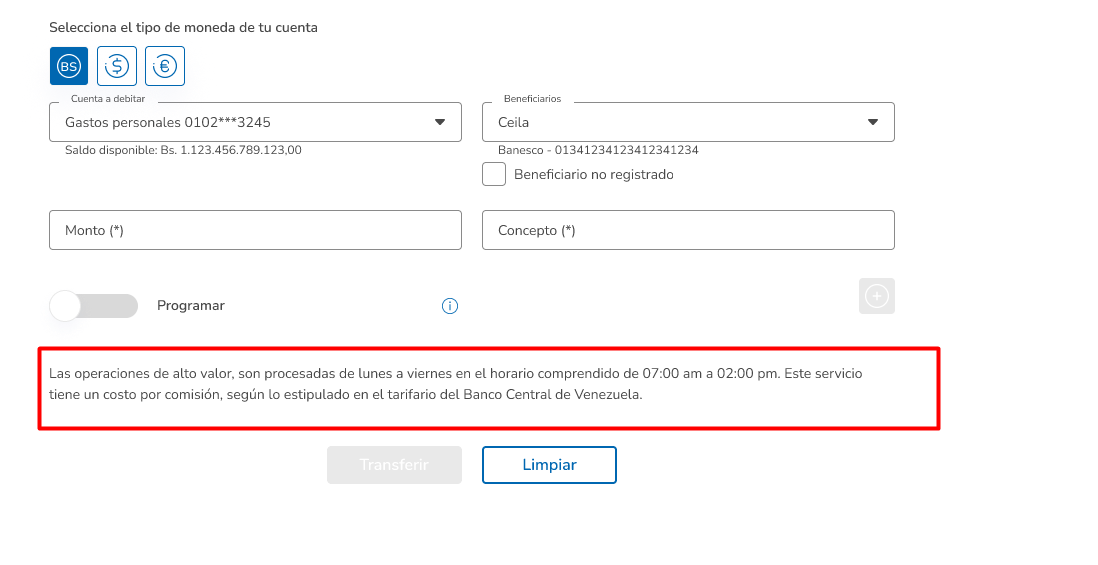 Selecciona el tipo de moneda de tu cuenta
BS $ €
Cuenta a debitar
Gastos personales 0102***3245
Saldo disponible: Bs. 1.123.456.789.123,00
Beneficiarios
Ceila
Banesco - 01341234123412341234
Beneficiario no registrado
Monto (*)
Concepto (*)
Programar
Las operaciones de alto valor, son procesadas de lunes a viernes en el horario comprendido de 07:00 am a 02:00 pm. Este servicio
tiene un costo por comisión, según lo estipulado en el tarifario del Banco Central de Venezuela.
Transferir
Limpiar